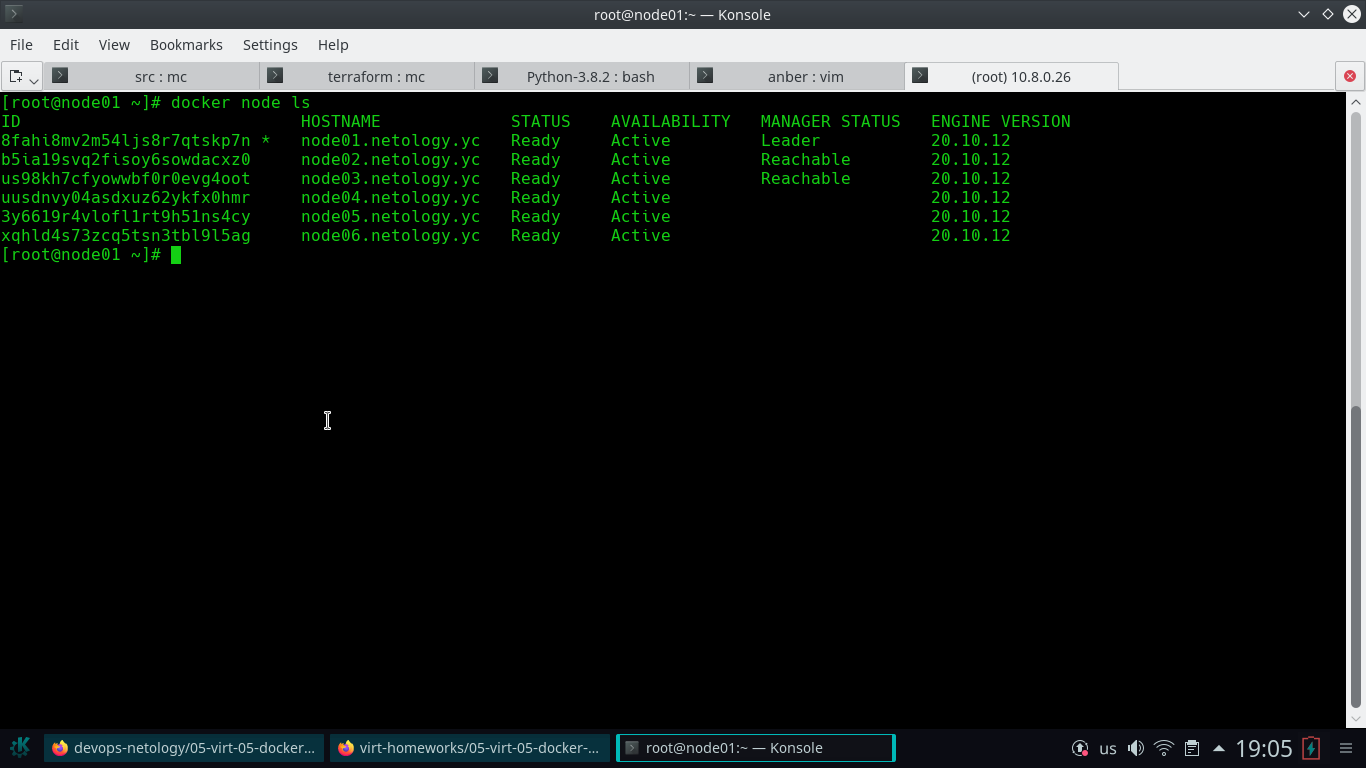 root@node01:~ — Konsole
File Edit View Bookmarks Settings Help
src : mc terraform : mc Python-3.8.2 : bash anber : vim (root) 10.8.0.26
[root@node01 ~]# docker node ls
ID HOSTNAME STATUS AVAILABILITY MANAGER STATUS ENGINE VERSION
8fahi8mv2m54ljs8r7qtskp7n * node01.netology.yc Ready Active Leader 20.10.12
b5ia19svq2fisoy6sowdacxz0 node02.netology.yc Ready Active Reachable 20.10.12
us98kh7cfyowwbf0r0evg4oot node03.netology.yc Ready Active Reachable 20.10.12
uusdnvy04asdxuz62ykfx0hmr node04.netology.yc Ready Active 20.10.12
3y6619r4vlofl1rt9h51ns4cy node05.netology.yc Ready Active 20.10.12
xqhld4s73zcq5tsn3tbl9l5ag node06.netology.yc Ready Active 20.10.12
[root@node01 ~]#
devops-netology/05-virt-05-docker... virt-homeworks/05-virt-05-docker-... root@node01:~ — Konsole us 19:05